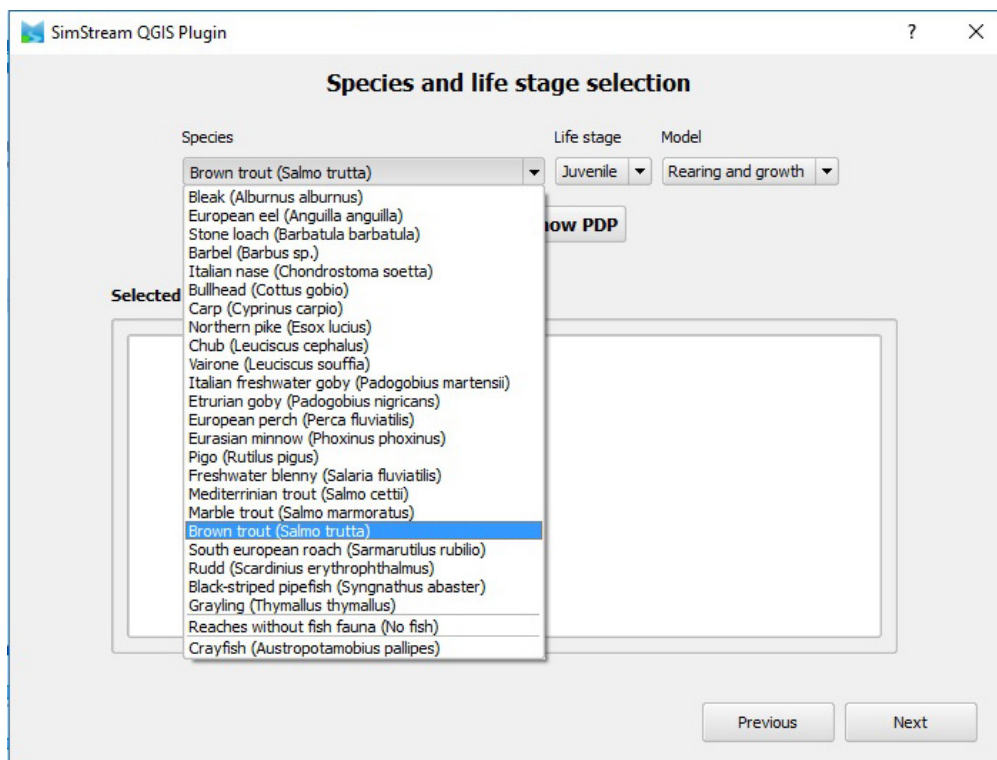 SimStream QGIS Plugin
?
Species and life stage selection
Species Life stage Model
Brown trout (Salmo trutta) Juvenile Rearing and growth
Bleak (Alburnus alburnus)
European eel (Anguilla anguilla)
Stone loach (Barbatula barbatula)
Barbel (Barbus sp.)
Italian nase (Chondrostoma soetta)
Bullhead (Cottus gobio)
Carp (Cyprinus carpio)
Northern pike (Esox lucius)
Chub (Leuciscus cephalus)
Vairone (Leuciscus souffia)
Italian freshwater goby (Padogobius martensii)
Etrurian goby (Padogobius nigricans)
European perch (Perca fluviatilis)
Eurasian minnow (Phoxinus phoxinus)
Pigo (Rutilus pigus)
Freshwater blenny (Salaria fluviatilis)
Mediterrinian trout (Salmo cettii)
Marble trout (Salmo marmoratus)
Brown trout (Salmo trutta)
South european roach (Sarmarutilus rubilio)
Rudd (Scardinius erythrophthalmus)
Black-striped pipefish (Syngnathus abaster)
Grayling (Thymallus thymallus)
Reaches without fish fauna (No fish)
Crayfish (Austropotamobius pallipes)
PDP
Selected
Previous Next